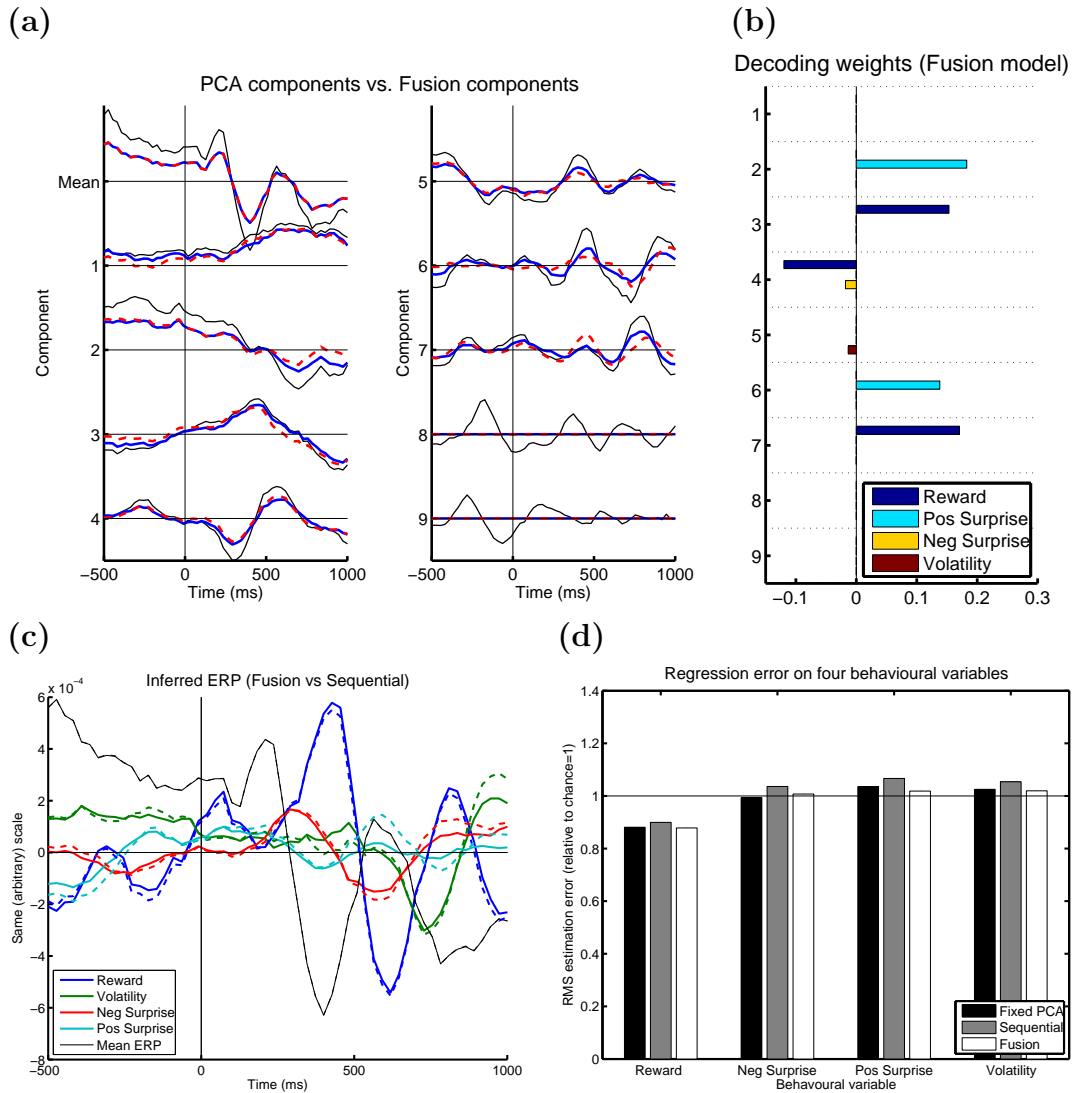 (a)
PCA components vs. Fusion components
Component
Mean
1
2
3
4
−500 0 500 1000
Time (ms)
Component
5
6
7
8
9
−500 0 500 1000
Time (ms)
(b)
Decoding weights (Fusion model)
1
2
3
4
5
6
7
8
9
−0.1 0 0.1 0.2 0.3
Reward
Pos Surprise
Neg Surprise
Volatility
(c)
Inferred ERP (Fusion vs Sequential)
x 10−4
Same (arbitrary) scale
6
4
2
0
−2
−4
−6
−8
−500 0 500 1000
Time (ms)
Reward
Volatility
Neg Surprise
Pos Surprise
Mean ERP
(d)
Regression error on four behavioural variables
RMS estimation error (relative to chance=1)
1.4
1.2
1
0.8
0.6
0.4
0.2
0
Reward Neg Surprise Pos Surprise Volatility
Behavoural variable
Fixed PCA
Sequential
Fusion